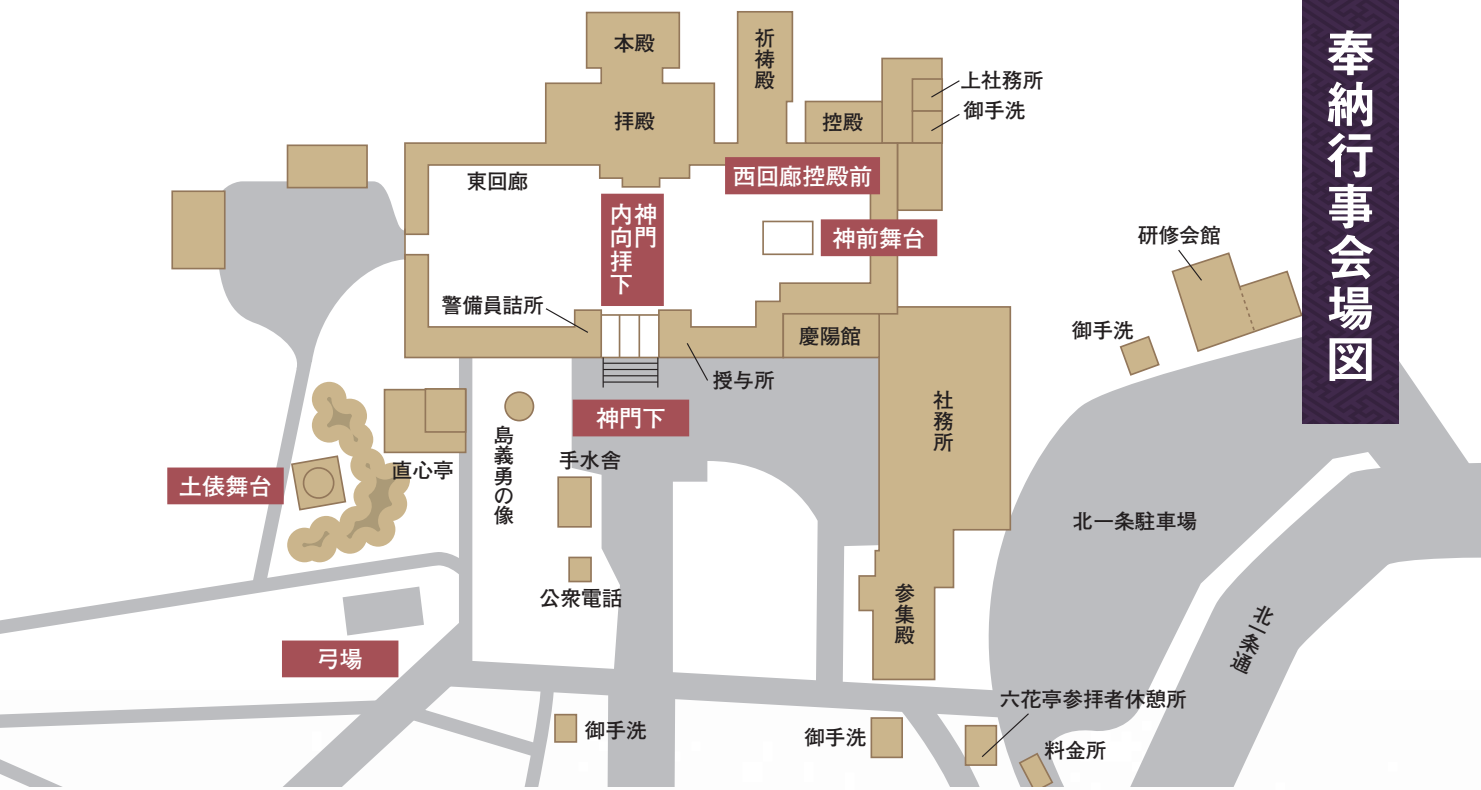 奉納行事会場図
本殿
祈祷殿
上社務所
御手洗
拝殿
控殿
東回廊
西回廊控殿前
神門
内向拝下
神前舞台
研修会館
警備員詰所
慶陽館
御手洗
授与所
神門下
社務所
島義勇の像
手水舎
直心亭
土俵舞台
北一条駐車場
公衆電話
参集殿
北一条通
弓場
六花亭参拝者休憩所
御手洗
御手洗
料金所